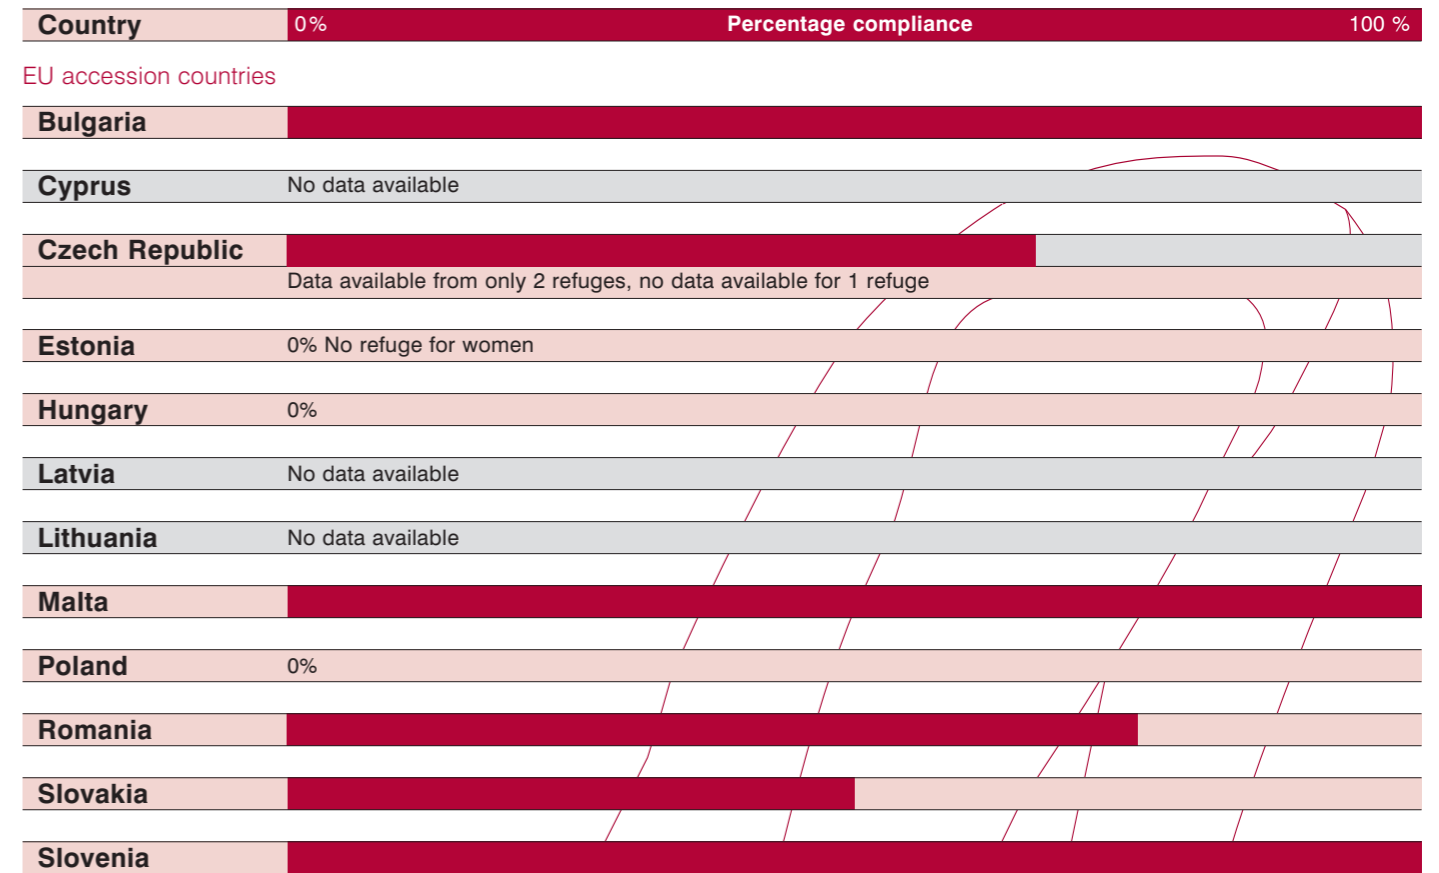 Country 0% Percentage compliance 100 %
EU accession countries
Bulgaria
Cyprus No data available
Czech Republic
Data available from only 2 refuges, no data available for 1 refuge
Estonia 0% No refuge for women
Hungary 0%
Latvia No data available
Lithuania No data available
Malta
Poland 0%
Romania
Slovakia
Slovenia